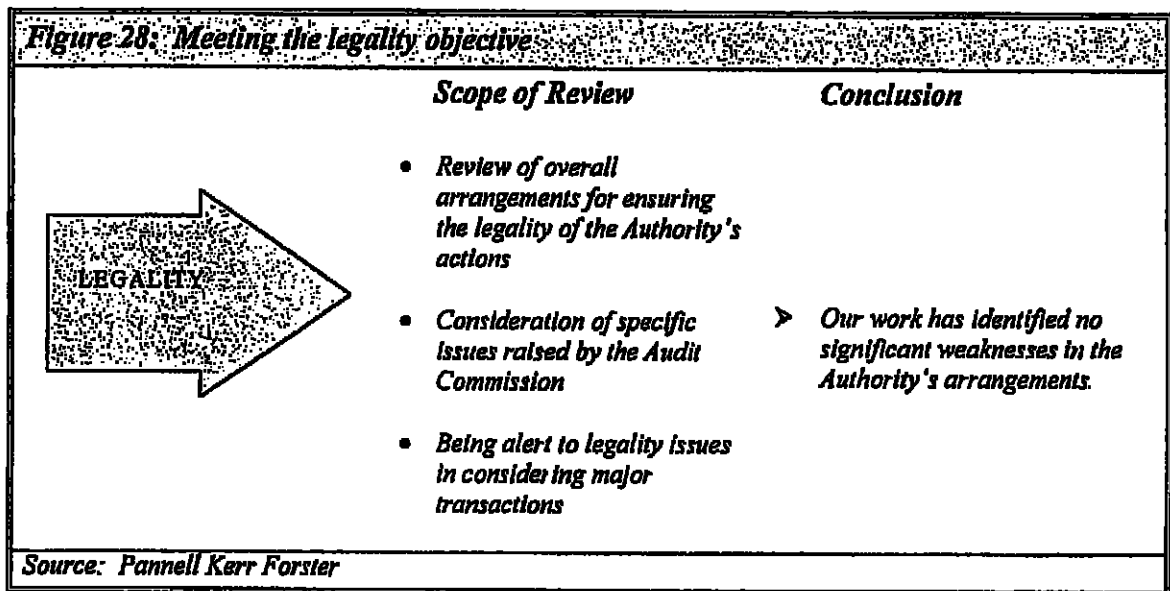 Figure 28: Meeting the legality objective
Scope of Review
Conclusion
LEGALITY
• Review of overall
arrangements for ensuring
the legality of the Authority's
actions
• Consideration of specific
issues raised by the Audit
Commission
➤ Our work has identified no
significant weaknesses in the
Authority's arrangements.
• Being alert to legality issues
in considering major
transactions
Source: Pannell Kerr Forster